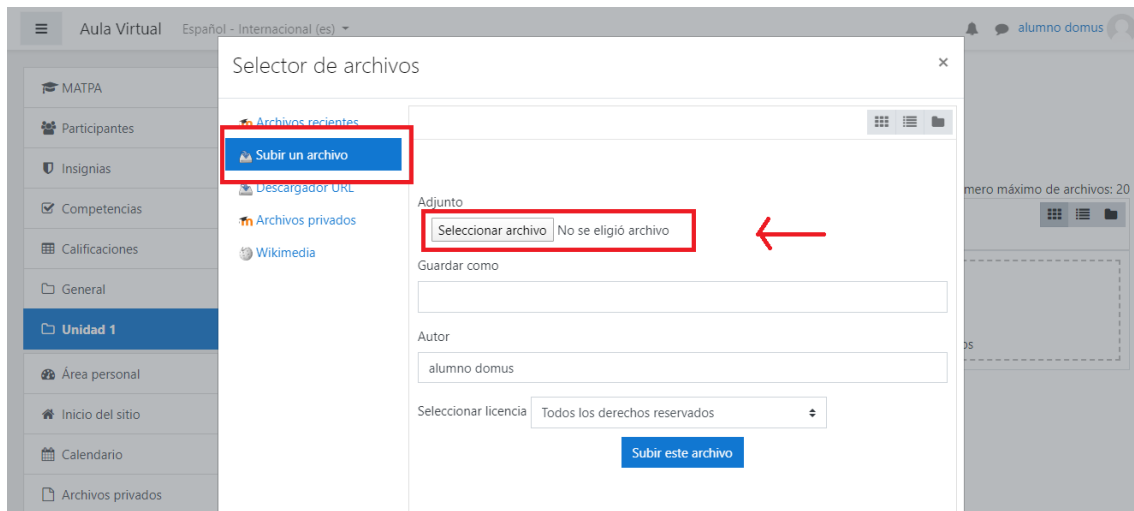 Aula Virtual Español - Internacional (es)
alumno domus
MATPA
Participantes
Insignias
Competencias
Calificaciones
General
Unidad 1
Área personal
Inicio del sitio
Calendario
Archivos privados
Selector de archivos
×
Archivos recientes
Subir un archivo
Descargador URL
Archivos privados
Wikimedia
Adjunto
Seleccionar archivo No se eligió archivo
Guardar como
Autor
alumno domus
Seleccionar licencia Todos los derechos reservados
Subir este archivo
mero máximo de archivos: 20
os